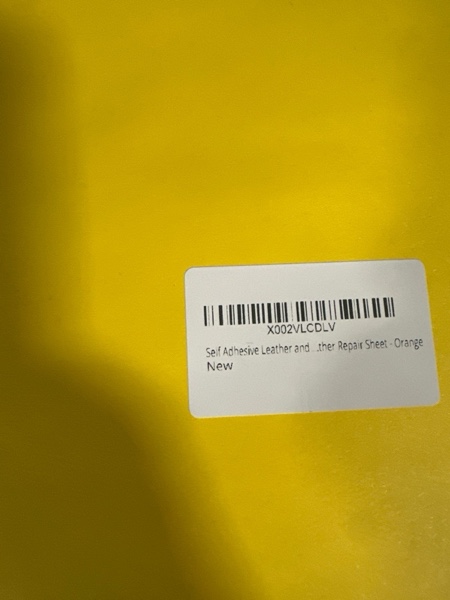 X002VLCDLV
Self Adhesive Leather and ...ther Repair Sheet - Orange
New